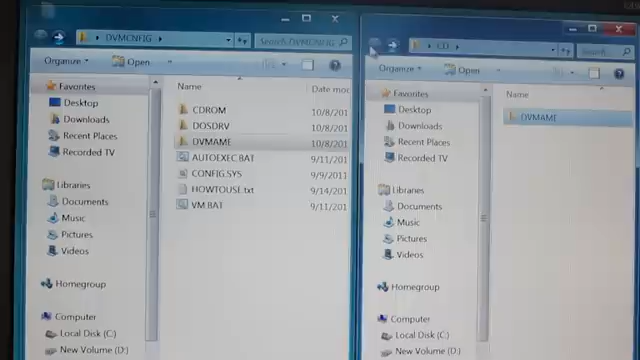 DVMCNFIG
Search DVMCNFIG
Organize
Open
Favorites
Desktop
Downloads
Recent Places
Recorded TV
Libraries
Documents
Music
Pictures
Videos
Homegroup
Computer
Local Disk (C:)
New Volume (D:)
Name
Date mod
CDROM 10/8/201
DOSDRV 10/8/201
DVMAME 10/8/201
AUTOEXEC.BAT 9/11/201
CONFIG.SYS 9/9/2011
HOWTOUSE.txt 9/14/201
VM.BAT 9/11/201
CD
Search
Organize
Open
Favorites
Desktop
Downloads
Recent Places
Recorded TV
Libraries
Documents
Music
Pictures
Videos
Homegroup
Computer
Local Disk (C:)
New Volume (D:)
Name
DVMAME